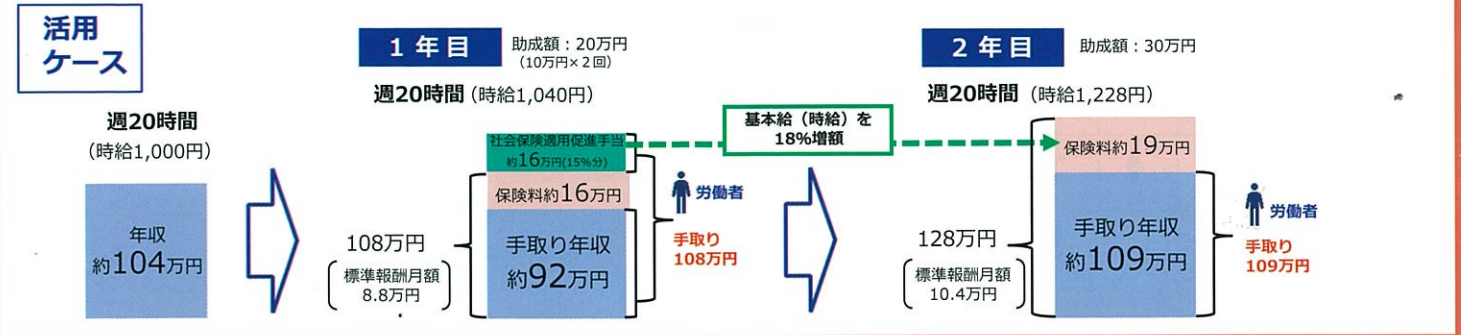 活用
ケース
週20時間
（時給1,000円）
年収
約104万円
1年目
助成額：20万円
（10万円×2回）
週20時間（時給1,040円）
社会保険適用促進手当
約16万円(15%分)
保険料約16万円
手取り年収
約92万円
108万円
標準報酬月額
8.8万円
労働者
手取り
108万円
基本給（時給）を
18%増額
2年目
助成額：30万円
週20時間（時給1,228円）
保険料約19万円
手取り年収
約109万円
128万円
標準報酬月額
10.4万円
労働者
手取り
109万円